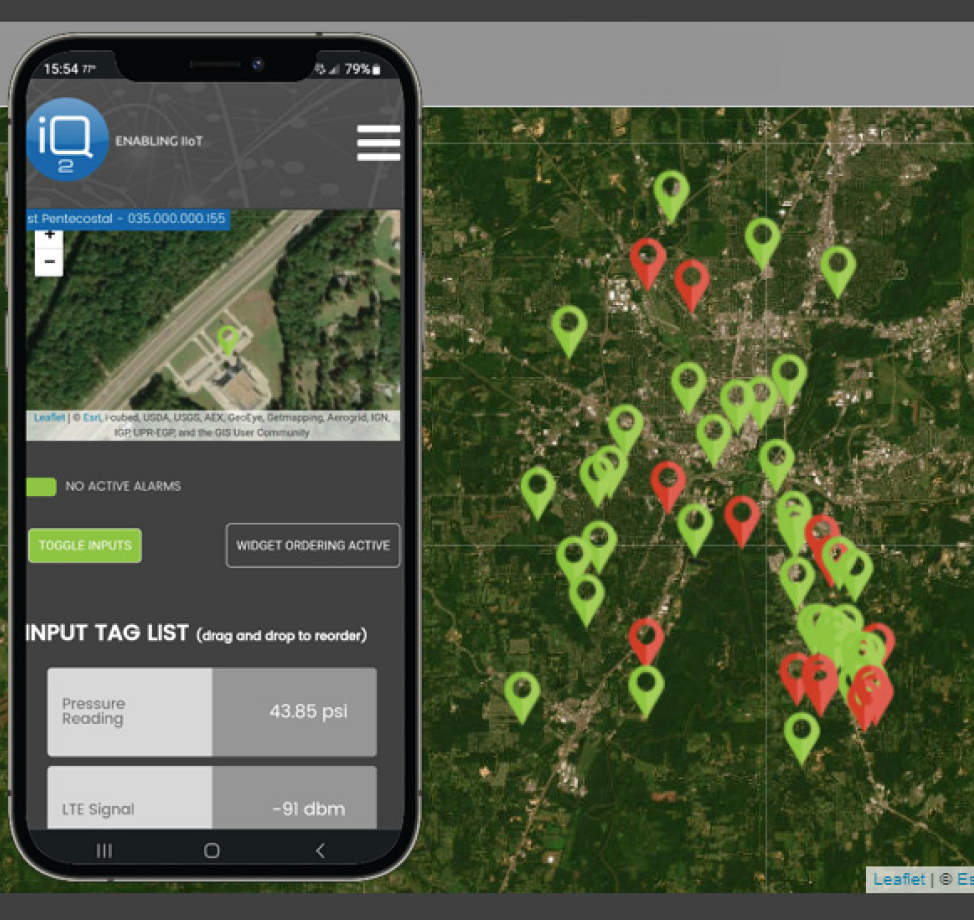 15:54 77°
79%
iQ
2
ENABLING IIoT
st Pentecostal - 035.000.000.155
+
−
Leaflet | © Esri, i-cubed, USDA, USGS, AEX, GeoEye, Getmapping, Aerogrid, IGN,
IGP, UPR-EGP, and the GIS User Community
NO ACTIVE ALARMS
TOGGLE INPUTS
WIDGET ORDERING ACTIVE
INPUT TAG LIST (drag and drop to reorder)
Pressure
Reading
43.85 psi
LTE Signal
-91 dbm
Leaflet | © Es